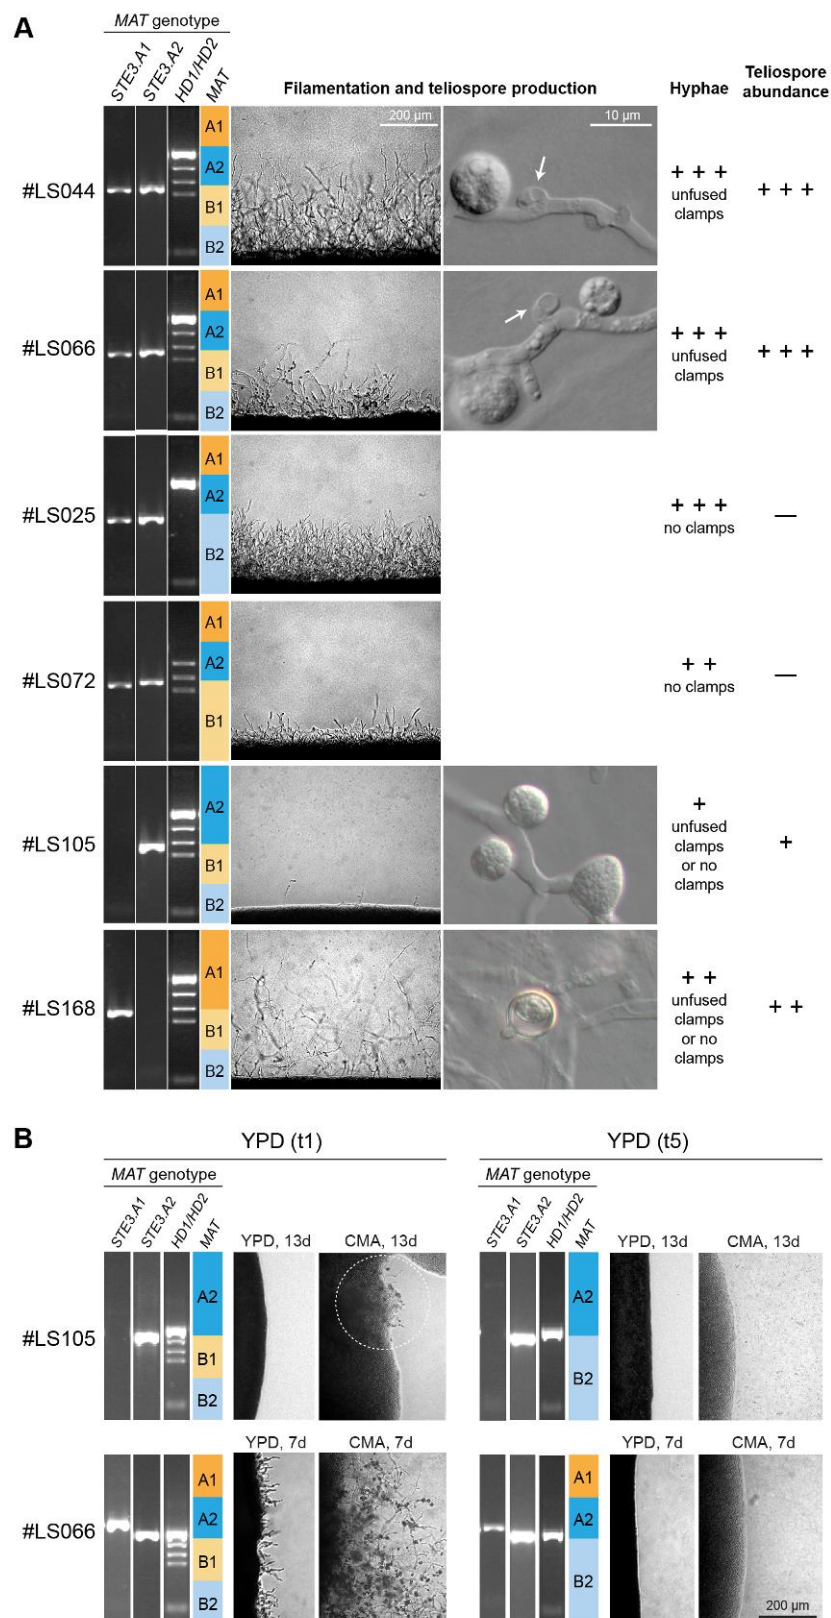 A
MAT genotype
STE3.A1
STE3.A2
HD1/HD2
MAT
Filamentation and teliospore production
Hyphae
Teliospore
abundance
#LS044
A1
A2
B1
B2
200 µm
10 µm
+ + +
unfused
clamps
+ + +
#LS066
A1
A2
B1
B2
+ + +
unfused
clamps
+ + +
#LS025
A1
A2
B2
+ + +
no clamps
—
#LS072
A1
A2
B1
+ +
no clamps
—
#LS105
A2
B1
B2
+
unfused
clamps
or no
clamps
+
#LS168
A1
B1
B2
+ +
unfused
clamps
or no
clamps
+ +
B
YPD (t1)
MAT genotype
STE3.A1
STE3.A2
HD1/HD2
MAT
YPD, 13d
CMA, 13d
YPD (t5)
MAT genotype
STE3.A1
STE3.A2
HD1/HD2
MAT
YPD, 13d
CMA, 13d
#LS105
A2
B1
B2
A2
B2
YPD, 7d
CMA, 7d
YPD, 7d
CMA, 7d
#LS066
A1
A2
B1
B2
A1
A2
B2
200 µm